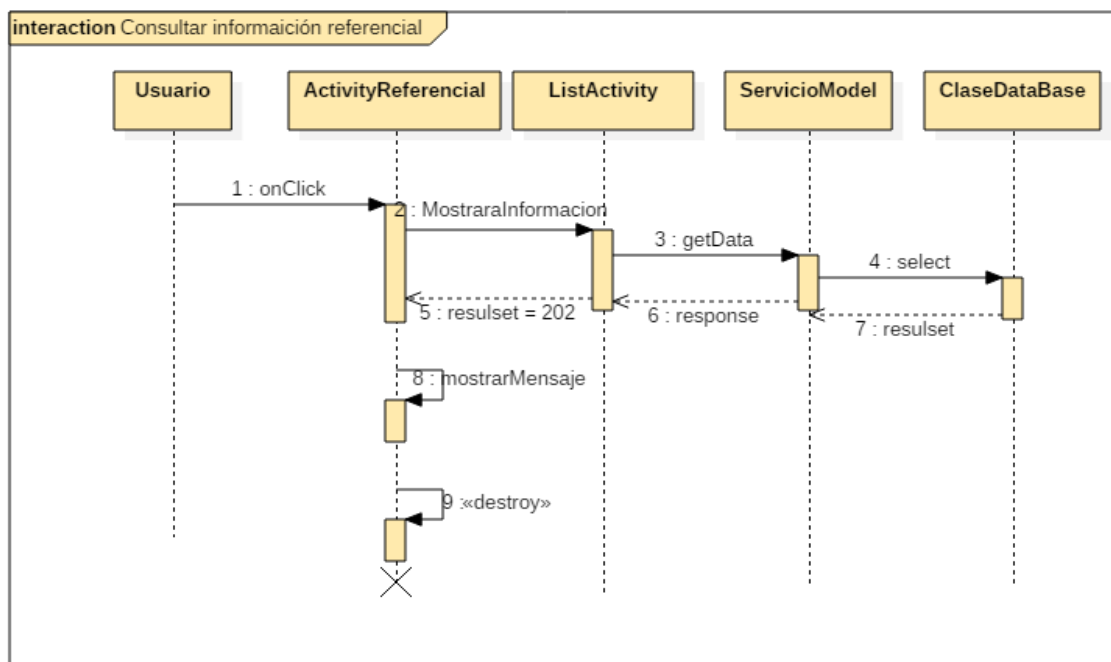 interaction Consultar informaición referencial
Usuario
ActivityReferencial
ListActivity
ServicioModel
ClaseDataBase
1 : onClick
2 : MostraraInformacion
3 : getData
4 : select
5 : resulset = 202
6 : response
7 : resulset
8 : mostrarMensaje
9 : «destroy»